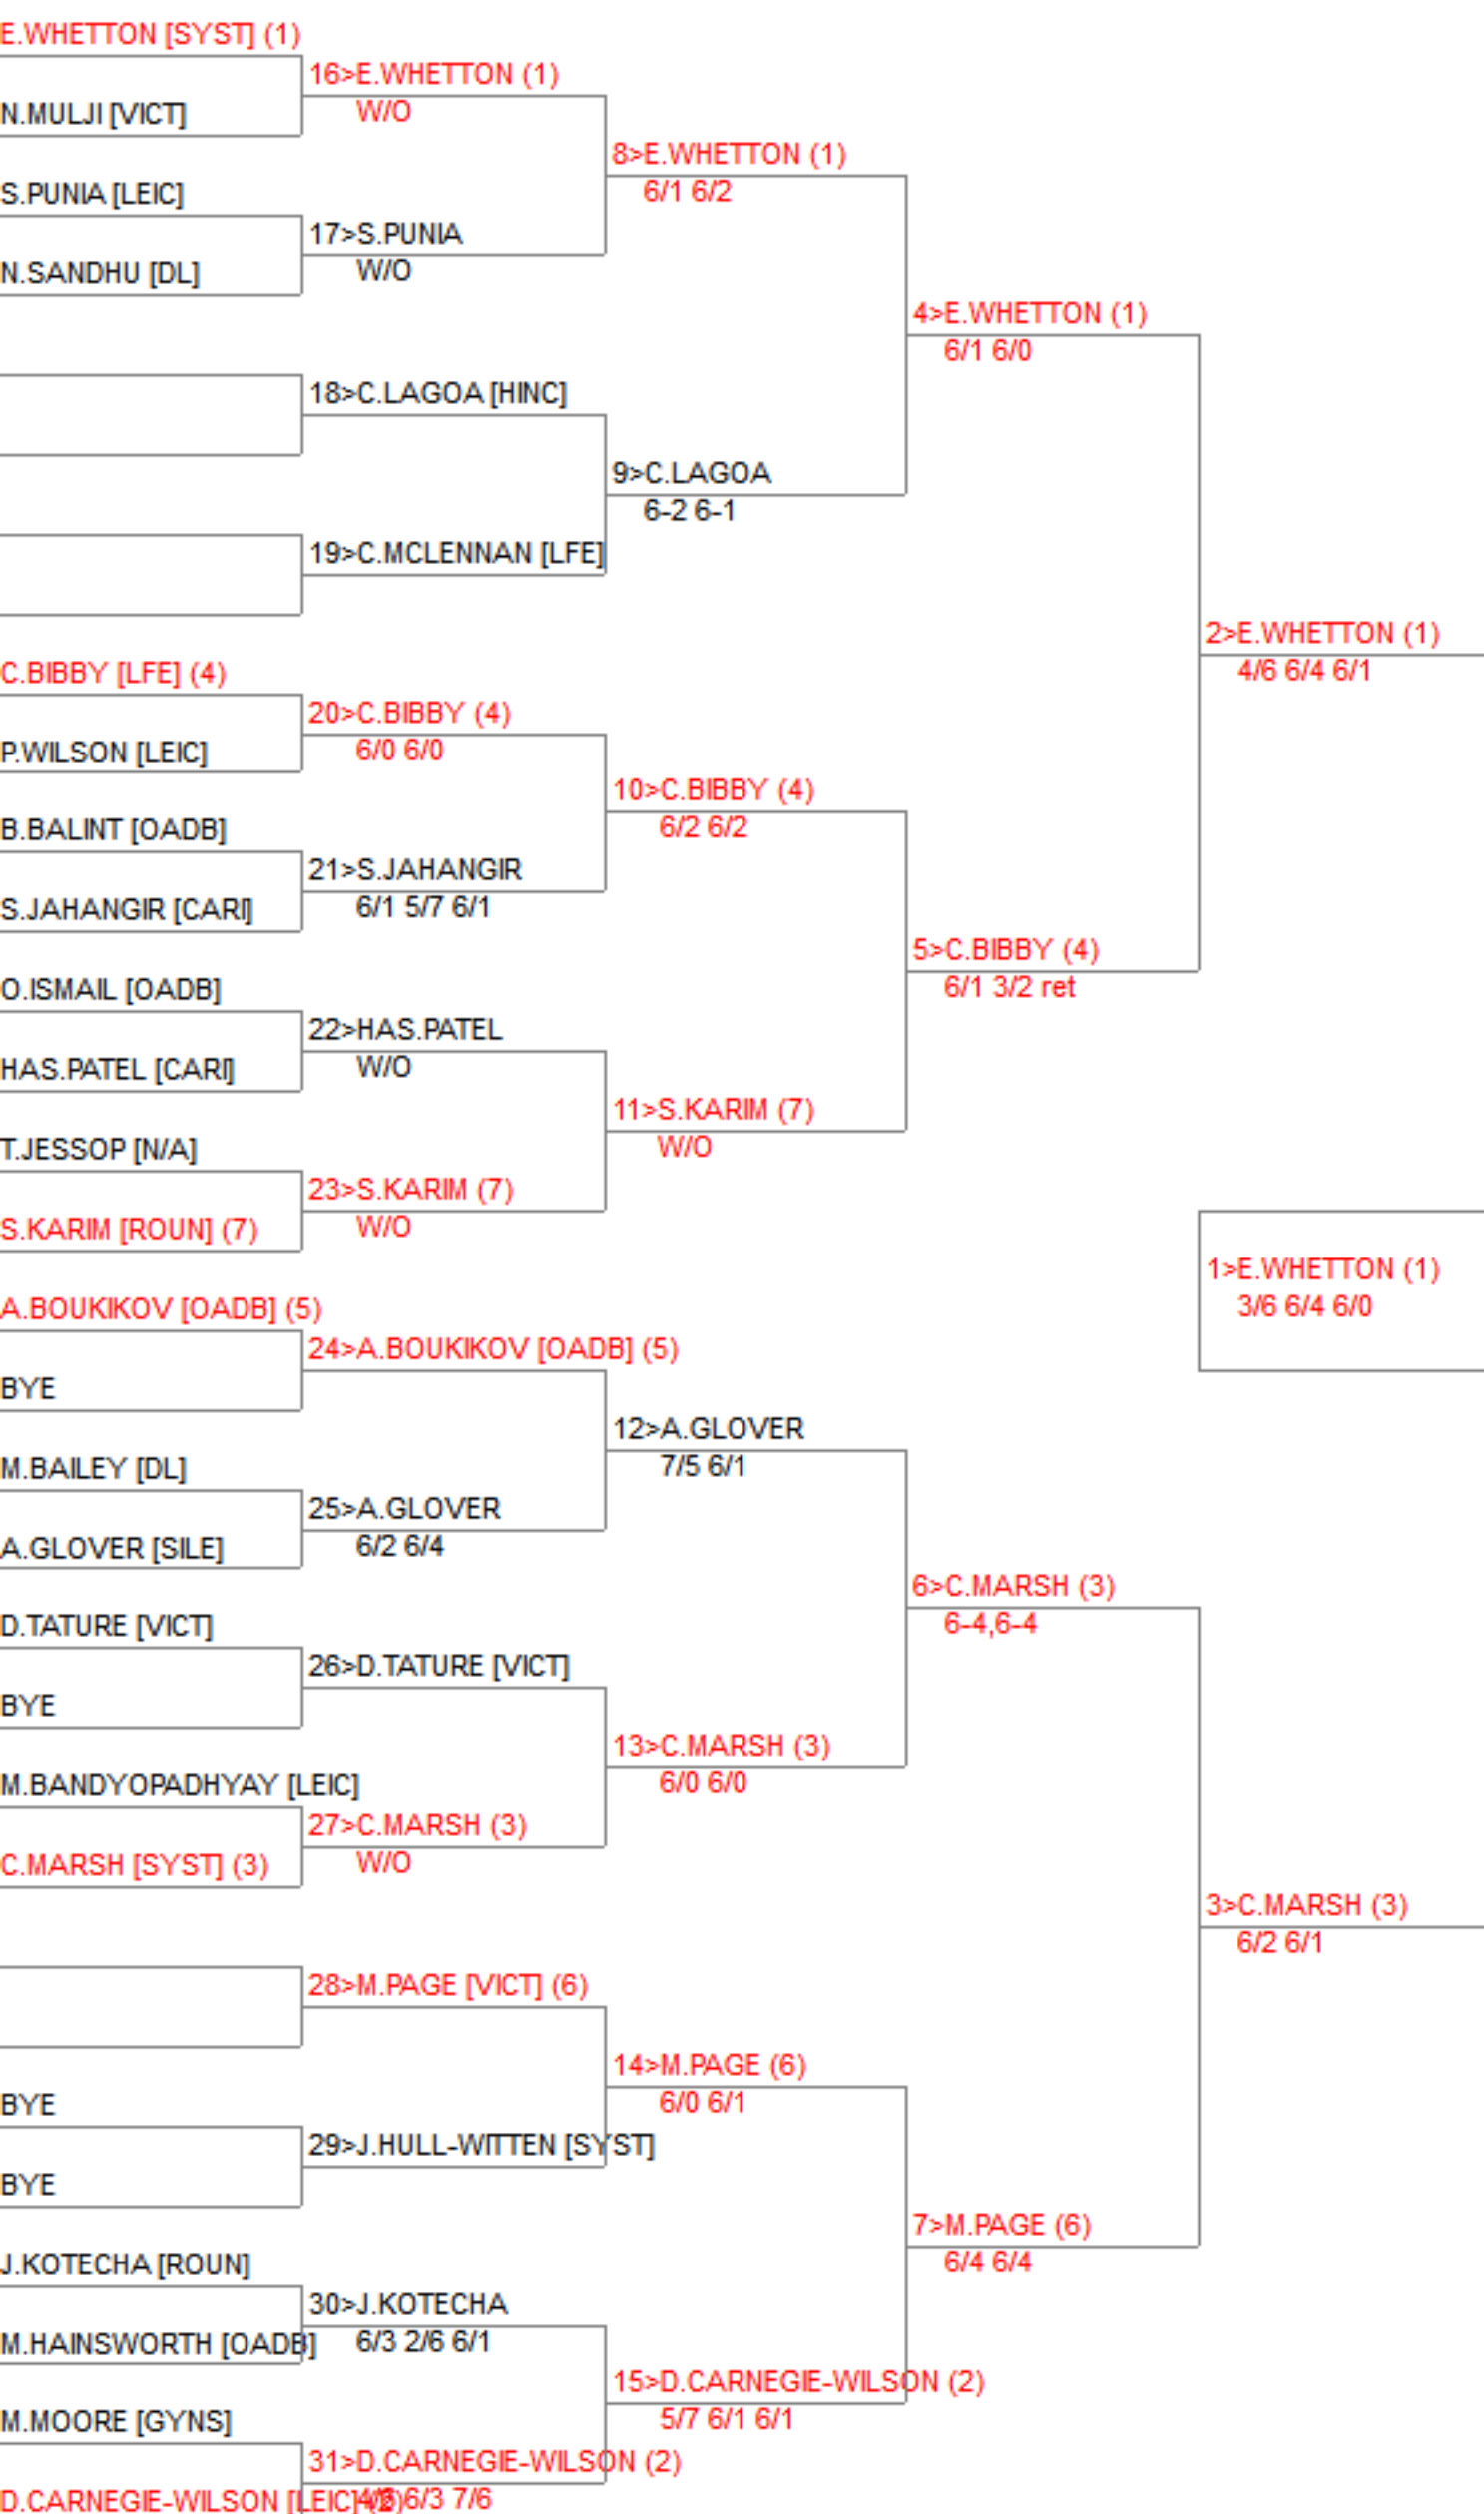 E.WHETTON [SYST] (1)
16>E.WHETTON (1)
W/O
N.MULJI [VICT]
8>E.WHETTON (1)
6/1 6/2
S.PUNIA [LEIC]
17>S.PUNIA
W/O
N.SANDHU [DL]
4>E.WHETTON (1)
6/1 6/0
18>C.LAGOA [HINC]
9>C.LAGOA
6-2 6-1
19>C.MCLENNAN [LFE]
2>E.WHETTON (1)
4/6 6/4 6/1
C.BIBBY [LFE] (4)
20>C.BIBBY (4)
6/0 6/0
P.WILSON [LEIC]
10>C.BIBBY (4)
6/2 6/2
B.BALINT [OADB]
21>S.JAHANGIR
6/1 5/7 6/1
S.JAHANGIR [CARI]
5>C.BIBBY (4)
6/1 3/2 ret
O.ISMAIL [OADB]
22>HAS.PATEL
W/O
HAS.PATEL [CARI]
11>S.KARIM (7)
W/O
T.JESSOP [N/A]
23>S.KARIM (7)
W/O
S.KARIM [ROUN] (7)
1>E.WHETTON (1)
3/6 6/4 6/0
A.BOUKIKOV [OADB] (5)
24>A.BOUKIKOV [OADB] (5)
BYE
12>A.GLOVER
7/5 6/1
M.BAILEY [DL]
25>A.GLOVER
6/2 6/4
A.GLOVER [SILE]
6>C.MARSH (3)
6-4,6-4
D.TATURE [VICT]
26>D.TATURE [VICT]
BYE
13>C.MARSH (3)
6/0 6/0
M.BANDYOPADHYAY [LEIC]
27>C.MARSH (3)
W/O
C.MARSH [SYST] (3)
3>C.MARSH (3)
6/2 6/1
28>M.PAGE [VICT] (6)
14>M.PAGE (6)
6/0 6/1
BYE
29>J.HULL-WITTEN [SYST]
BYE
7>M.PAGE (6)
6/4 6/4
J.KOTECHA [ROUN]
30>J.KOTECHA
6/3 2/6 6/1
M.HAINSWORTH [OADB]
15>D.CARNEGIE-WILSON (2)
5/7 6/1 6/1
M.MOORE [GYNS]
31>D.CARNEGIE-WILSON (2)
6/3 7/6
D.CARNEGIE-WILSON [LEIC]